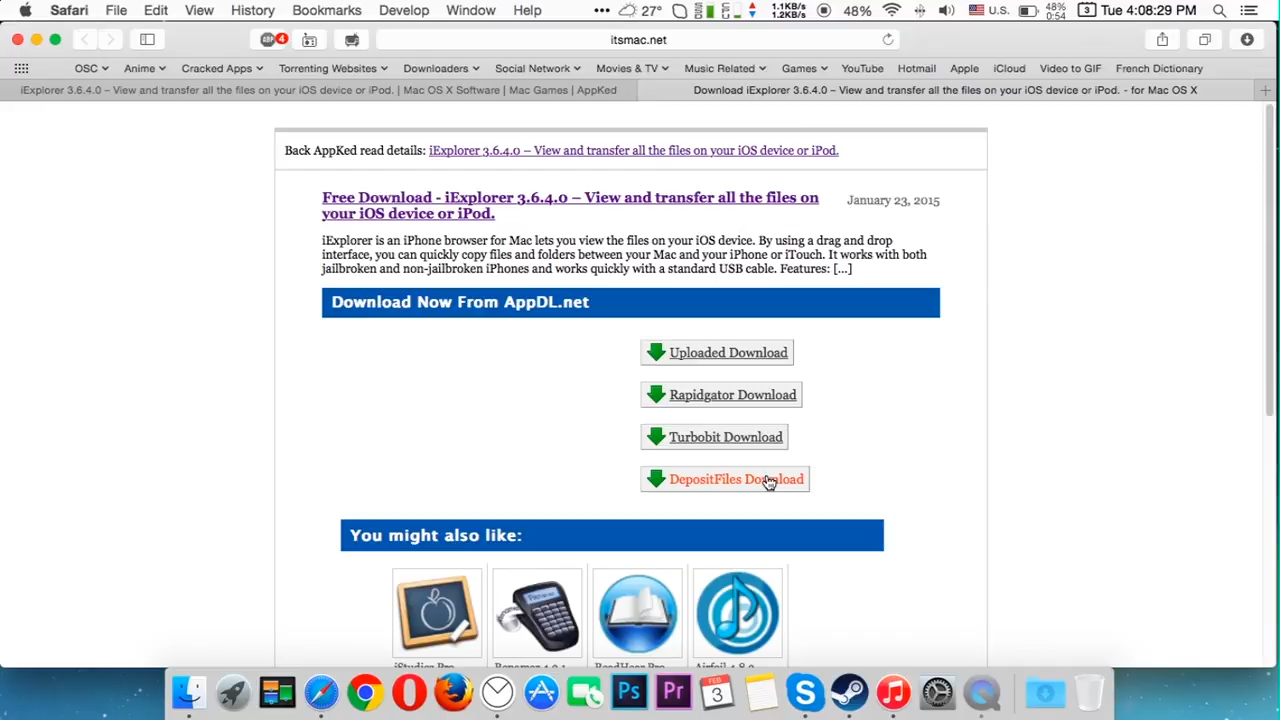 Safari File Edit View History Bookmarks Develop Window Help ••• 27° 1.1KB/s 1.2KB/s 48% U.S. 48% 0:54 3 Tue 4:08:29 PM
ABP 4 itsmac.net
OSC Anime Cracked Apps Torrenting Websites Downloaders Social Network Movies & TV Music Related Games YouTube Hotmail Apple iCloud Video to GIF French Dictionary
iExplorer 3.6.4.0 – View and transfer all the files on your iOS device or iPod. | Mac OS X Software | Mac Games | AppKed Download iExplorer 3.6.4.0 – View and transfer all the files on your iOS device or iPod. - for Mac OS X
Back AppKed read details: iExplorer 3.6.4.0 – View and transfer all the files on your iOS device or iPod.
Free Download - iExplorer 3.6.4.0 – View and transfer all the files on January 23, 2015
your iOS device or iPod.
iExplorer is an iPhone browser for Mac lets you view the files on your iOS device. By using a drag and drop
interface, you can quickly copy files and folders between your Mac and your iPhone or iTouch. It works with both
jailbroken and non-jailbroken iPhones and works quickly with a standard USB cable. Features: [...]
Download Now From AppDL.net
Uploaded Download
Rapidgator Download
Turbobit Download
DepositFiles Download
You might also like:
FEB
Ps Pr 3